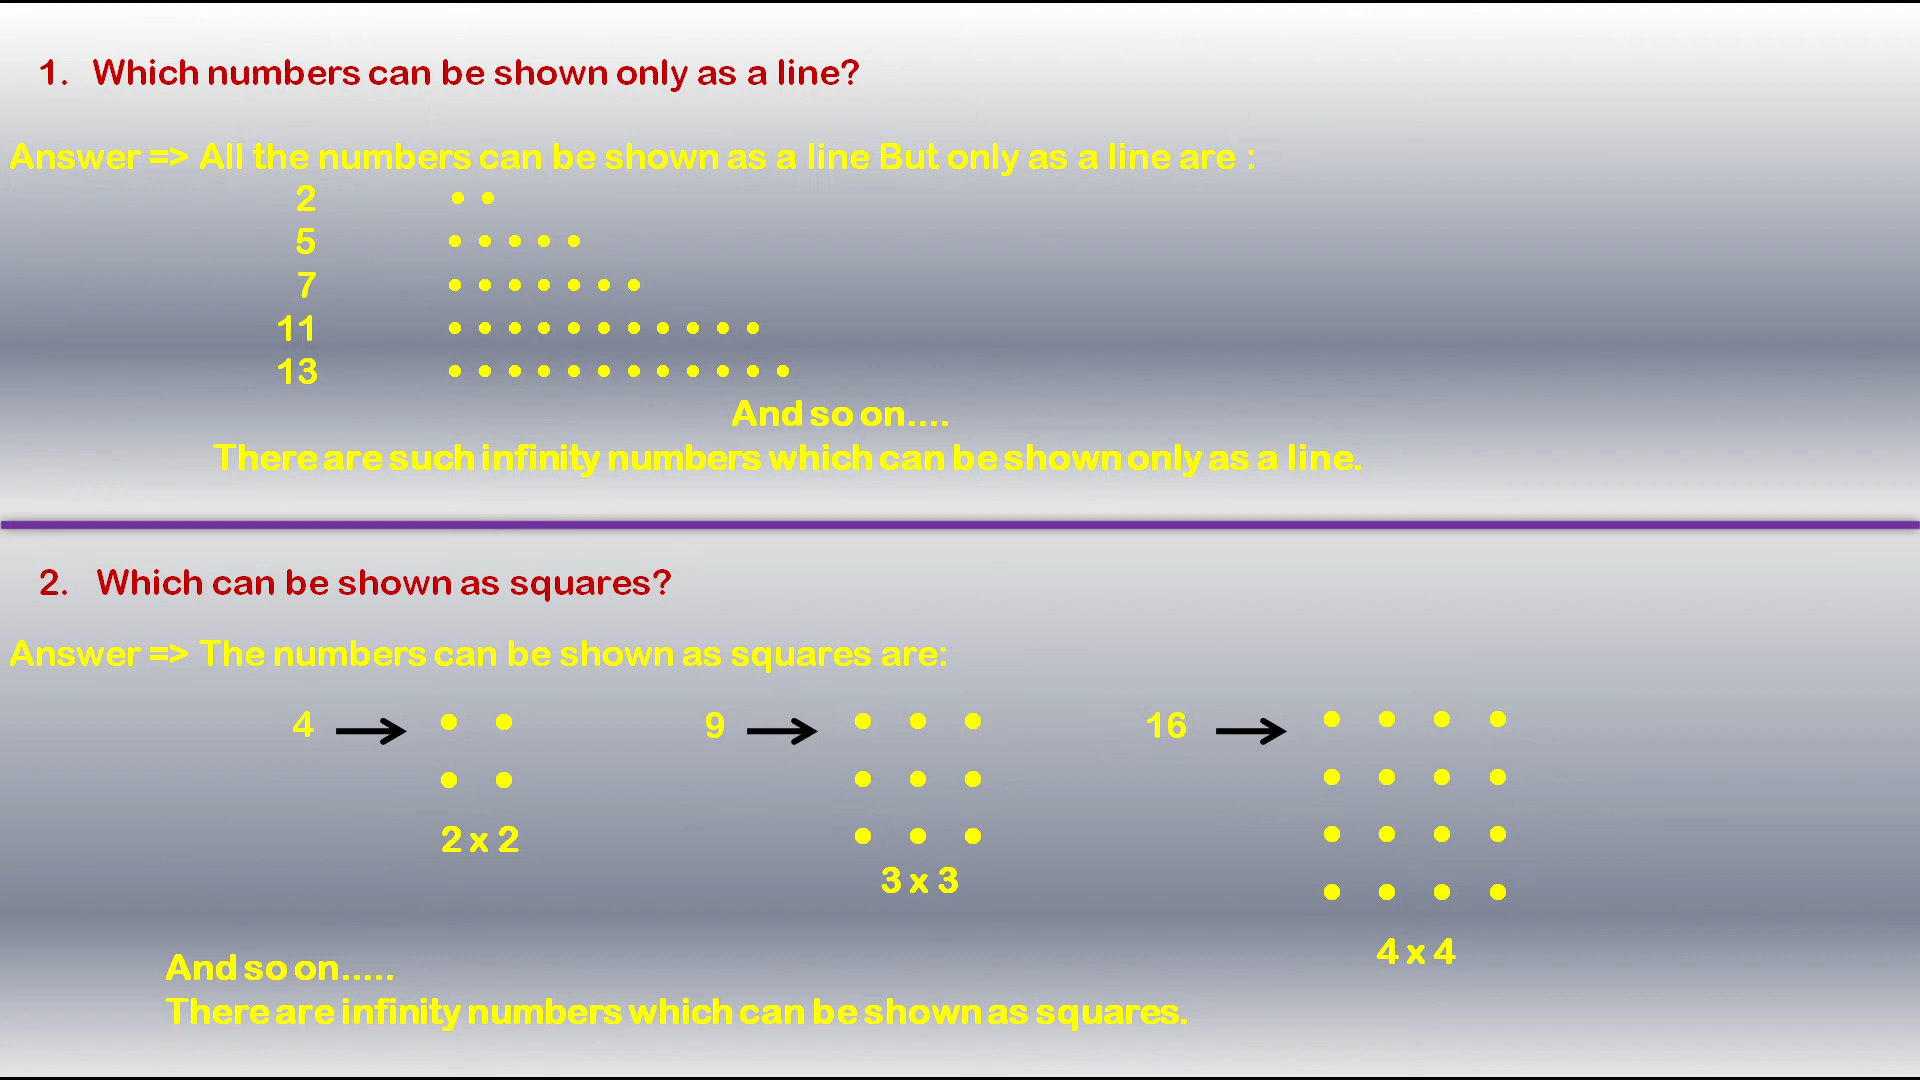 1. Which numbers can be shown only as a line?
Answer => All the numbers can be shown as a line But only as a line are :
2
5
7
11
13
And so on....
There are such infinity numbers which can be shown only as a line.
2. Which can be shown as squares?
Answer => The numbers can be shown as squares are:
4 9 16
2 x 2
3 x 3
4 x 4
And so on.....
There are infinity numbers which can be shown as squares.